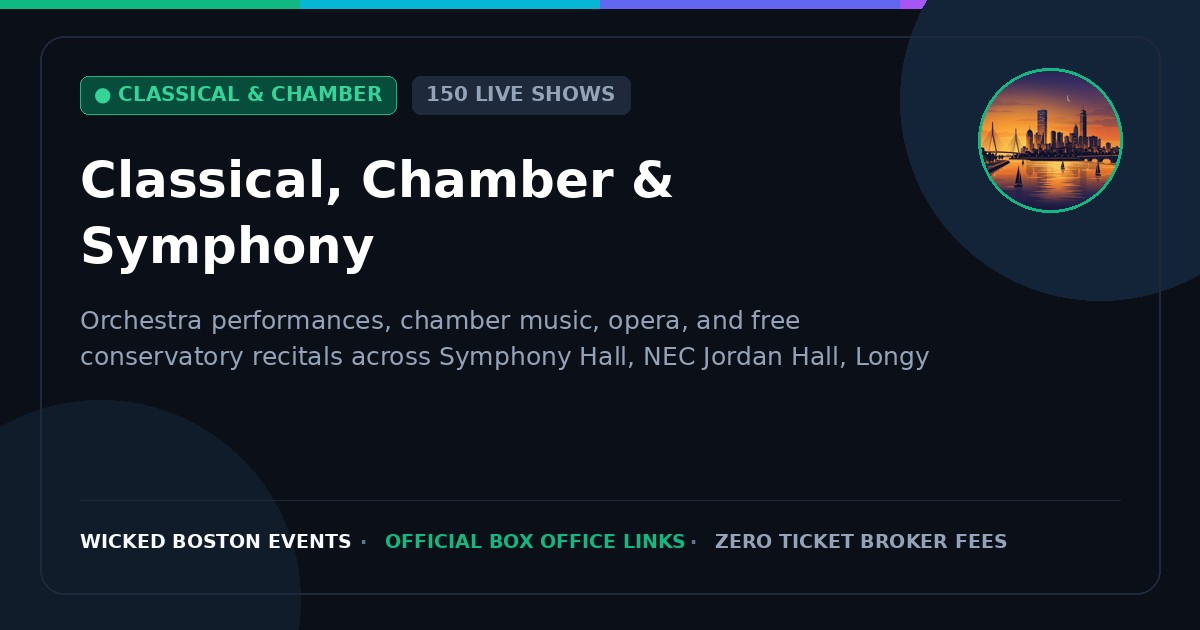 CLASSICAL & CHAMBER
150 LIVE SHOWS
Classical, Chamber &
Symphony
Orchestra performances, chamber music, opera, and free
conservatory recitals across Symphony Hall, NEC Jordan Hall, Longy
WICKED BOSTON EVENTS · OFFICIAL BOX OFFICE LINKS · ZERO TICKET BROKER FEES